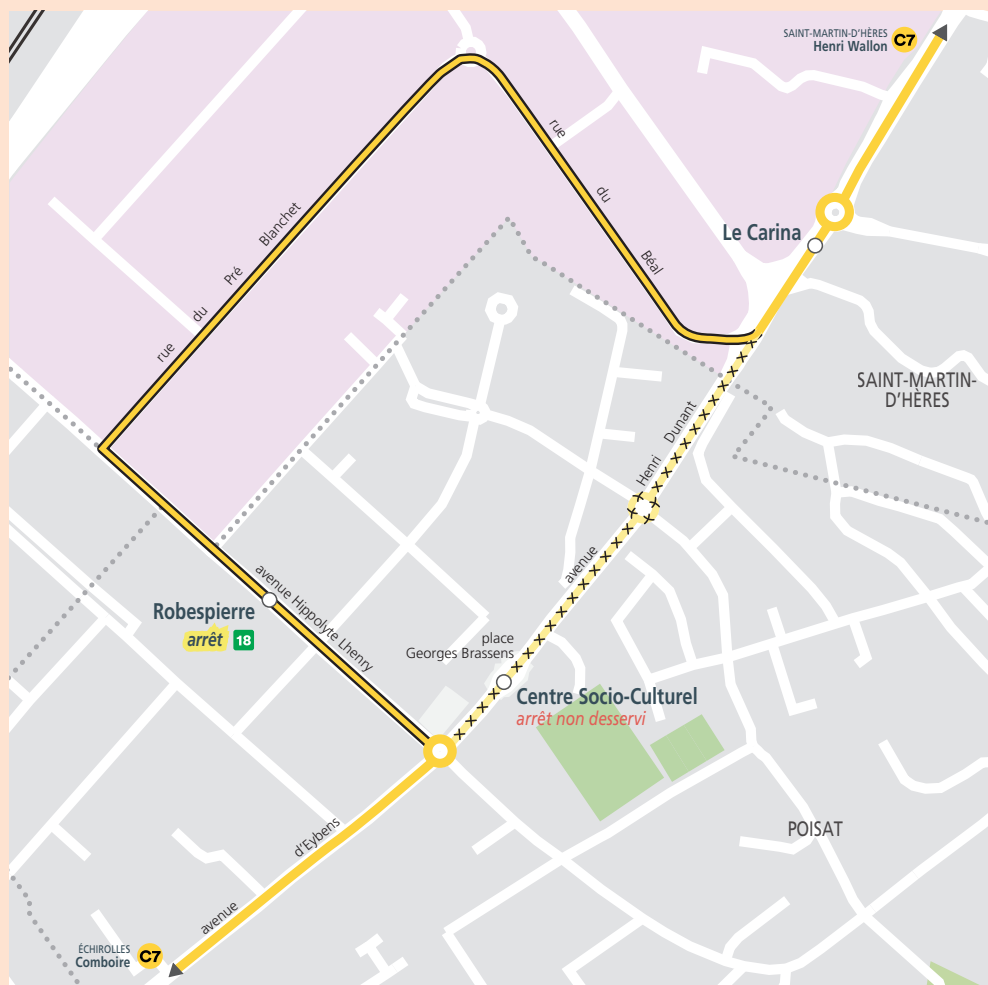 SAINT-MARTIN-D'HÈRES
Henri Wallon
C7
rue
du
Béal
Le Carina
Blanchet
Pré
du
rue
SAINT-MARTIN-
D'HÈRES
Dunant
Henri
avenue
avenue Hippolyte Lhenry
Robespierre
arrêt 18
place
Georges Brassens
Centre Socio-Culturel
arrêt non desservi
POISAT
d'Eybens
avenue
ÉCHIROLLES
Comboire
C7